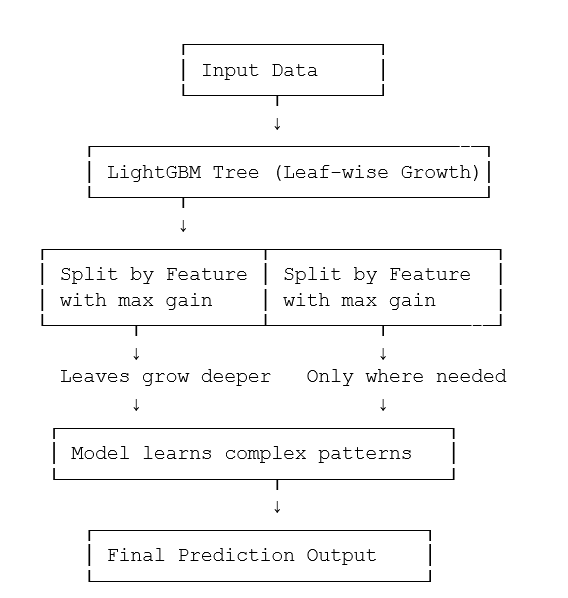 Input Data
↓
LightGBM Tree (Leaf-wise Growth)
↓
Split by Feature
with max gain
Split by Feature
with max gain
↓ ↓
Leaves grow deeper
Only where needed
↓ ↓
Model learns complex patterns
↓
Final Prediction Output